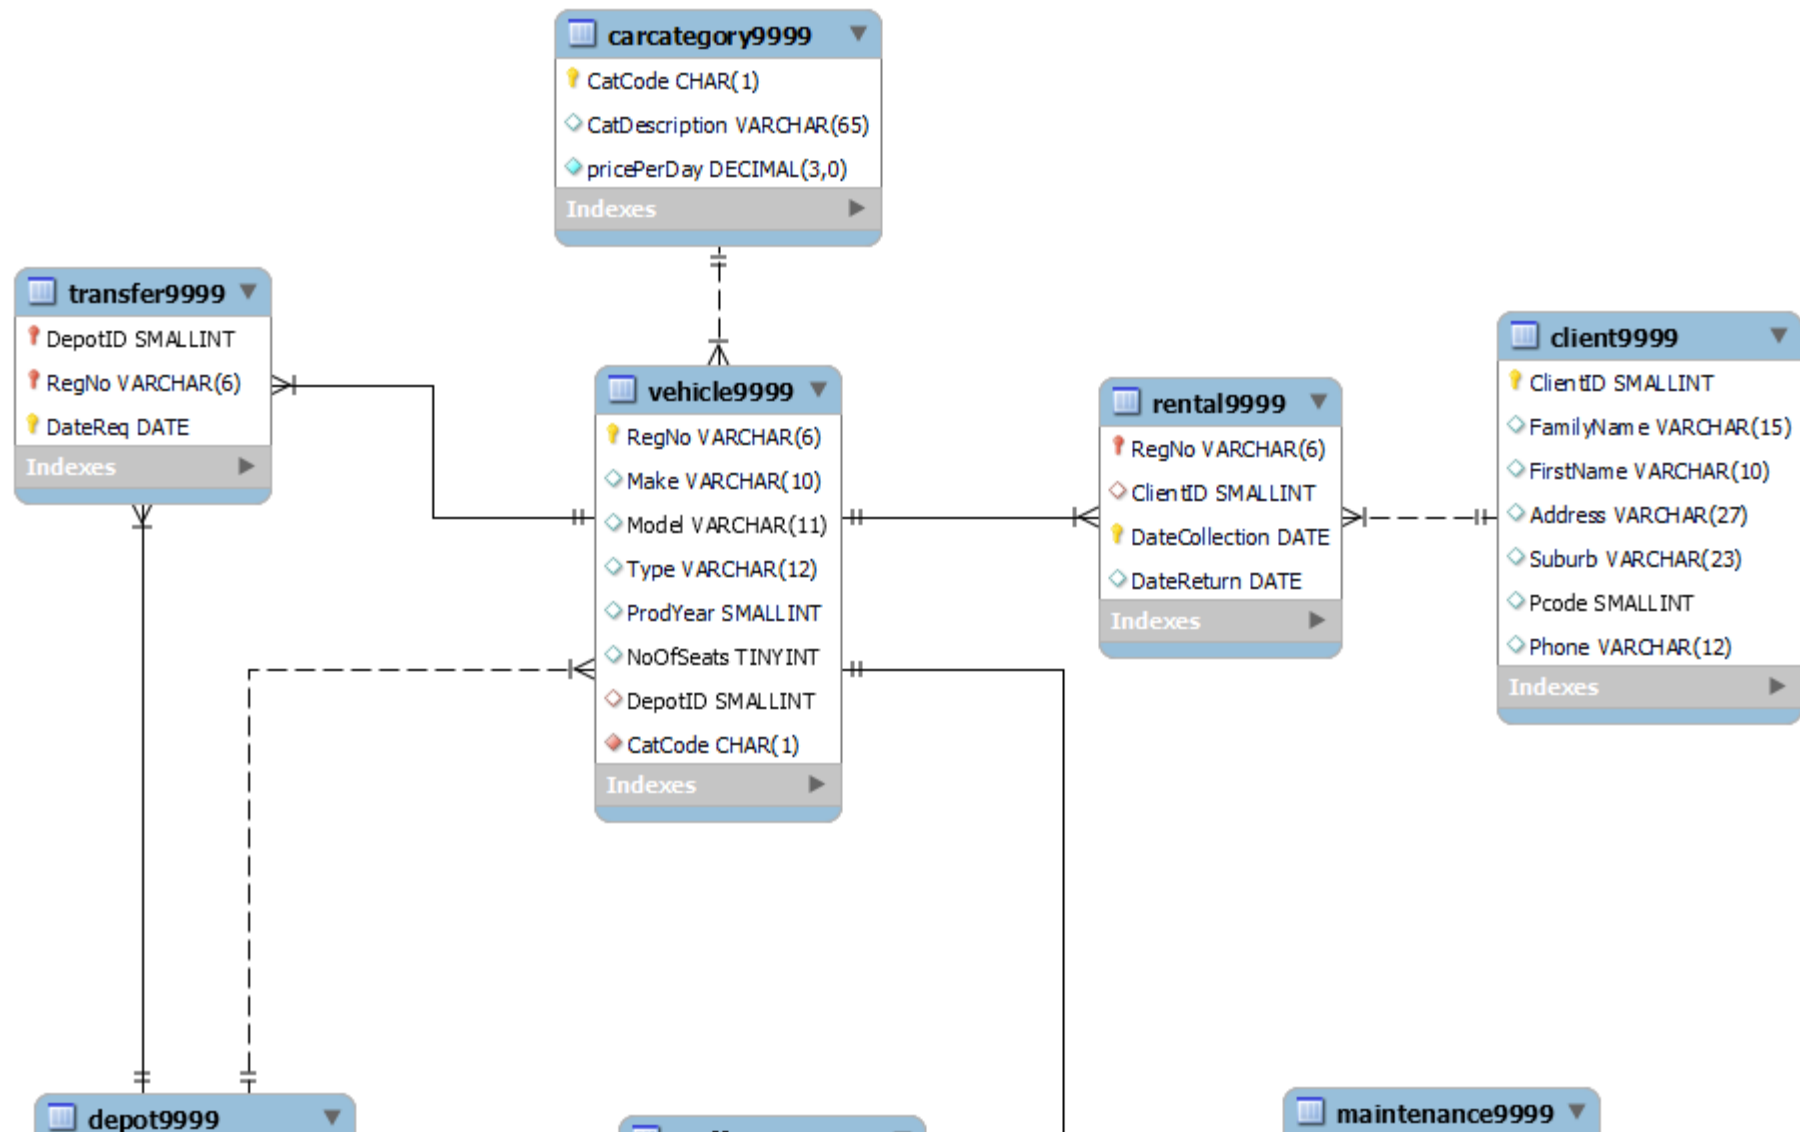 carcategory9999
CatCode CHAR(1)
CatDescription VARCHAR(65)
pricePerDay DECIMAL(3,0)
Indexes
transfer9999
DepotID SMALLINT
RegNo VARCHAR(6)
DateReq DATE
Indexes
vehicle9999
RegNo VARCHAR(6)
Make VARCHAR(10)
Model VARCHAR(11)
Type VARCHAR(12)
ProdYear SMALLINT
NoOfSeats TINYINT
DepotID SMALLINT
CatCode CHAR(1)
Indexes
rental9999
RegNo VARCHAR(6)
ClientID SMALLINT
DateCollection DATE
DateReturn DATE
Indexes
client9999
ClientID SMALLINT
FamilyName VARCHAR(15)
FirstName VARCHAR(10)
Address VARCHAR(27)
Suburb VARCHAR(23)
Pcode SMALLINT
Phone VARCHAR(12)
Indexes
depot9999
maintenance9999